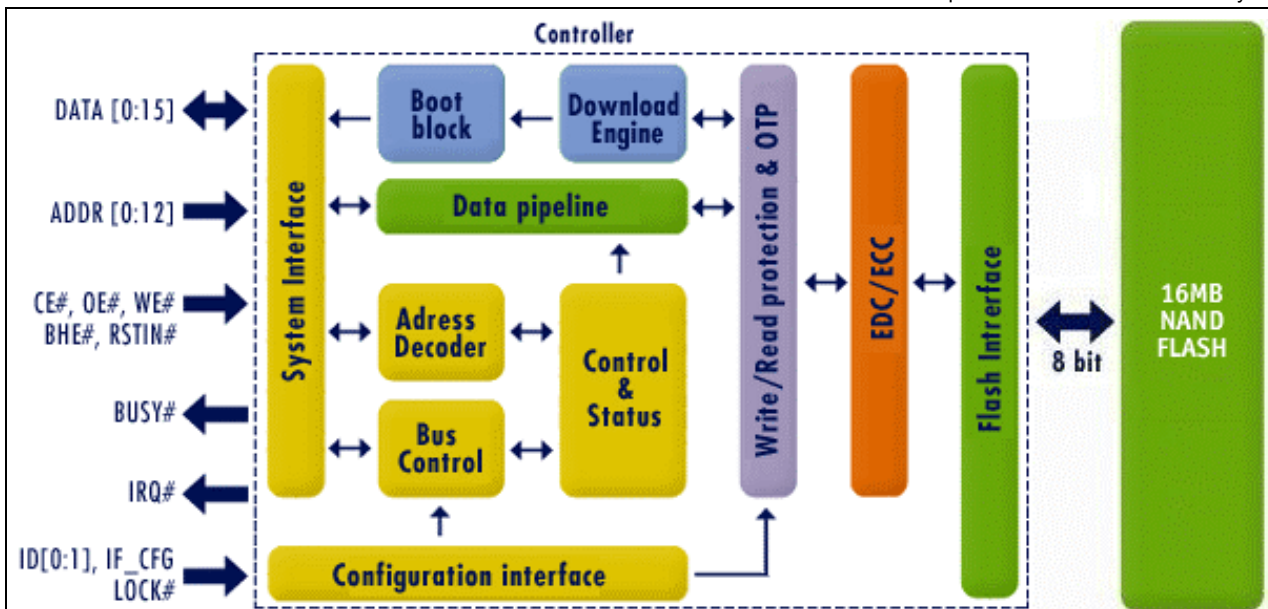 Controller
DATA [0:15]
ADDR [0:12]
CE#, OE#, WE#
BHE#, RSTIN#
BUSY#
IRQ#
ID[0:1], IF_CFG
LOCK#
System Interface
Boot
block
Download
Engine
Data pipeline
Adress
Decoder
Bus
Control
Control
&
Status
Configuration interface
Write/Read protection & OTP
EDC/ECC
Flash Intrerface
8 bit
16MB
NAND
FLASH